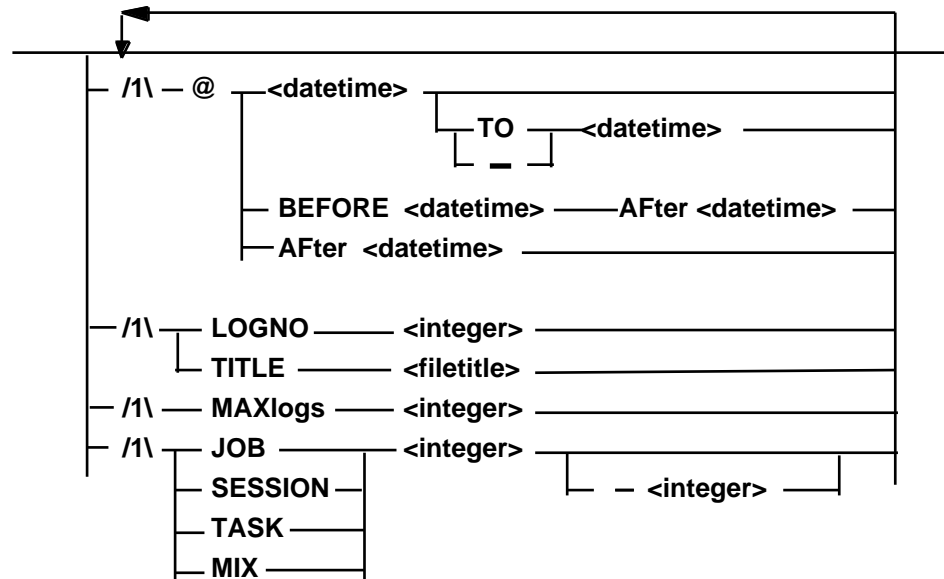 /1\ @ <datetime>
TO <datetime>
–
BEFORE <datetime> AFter <datetime>
AFter <datetime>
/1\ LOGNO <integer>
TITLE <filetitle>
/1\ MAXlogs <integer>
/1\ JOB <integer>
SESSION – <integer>
TASK
MIX